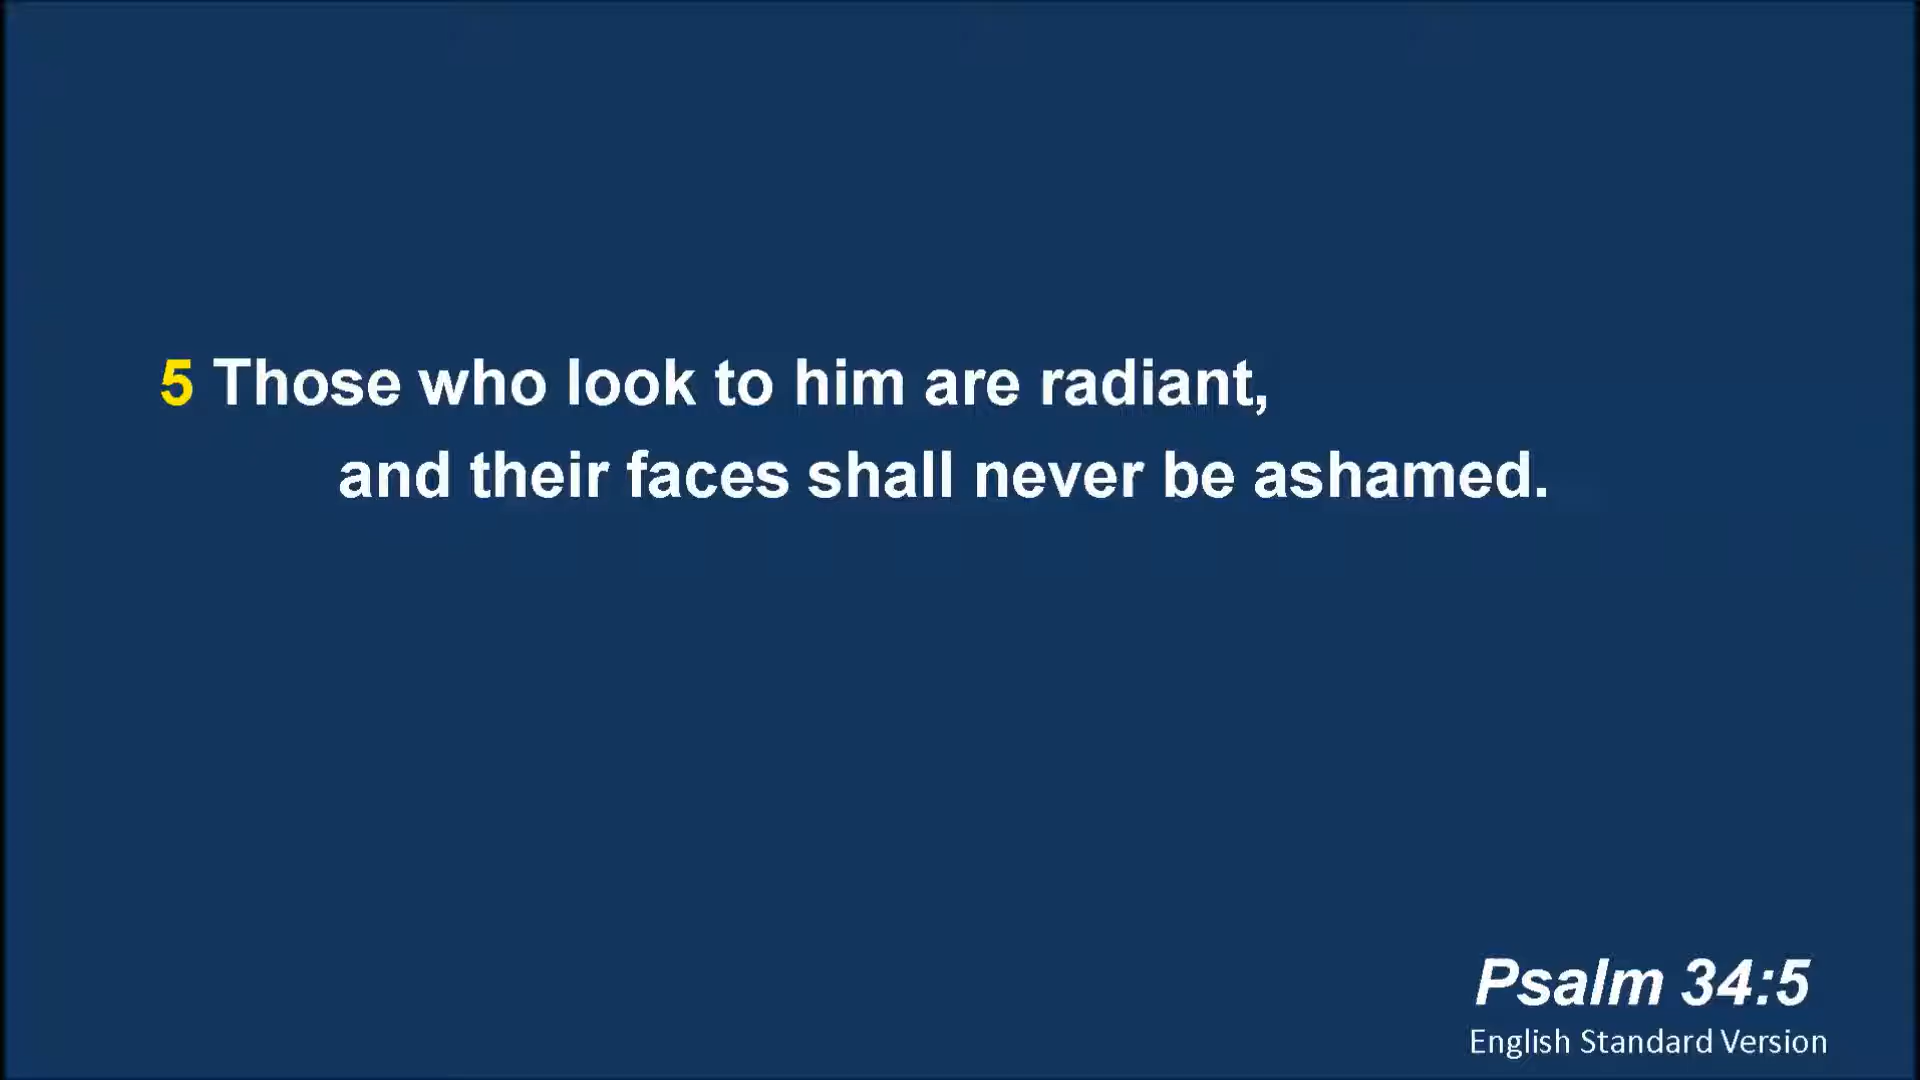 5 Those who look to him are radiant,
and their faces shall never be ashamed.
Psalm 34:5
English Standard Version